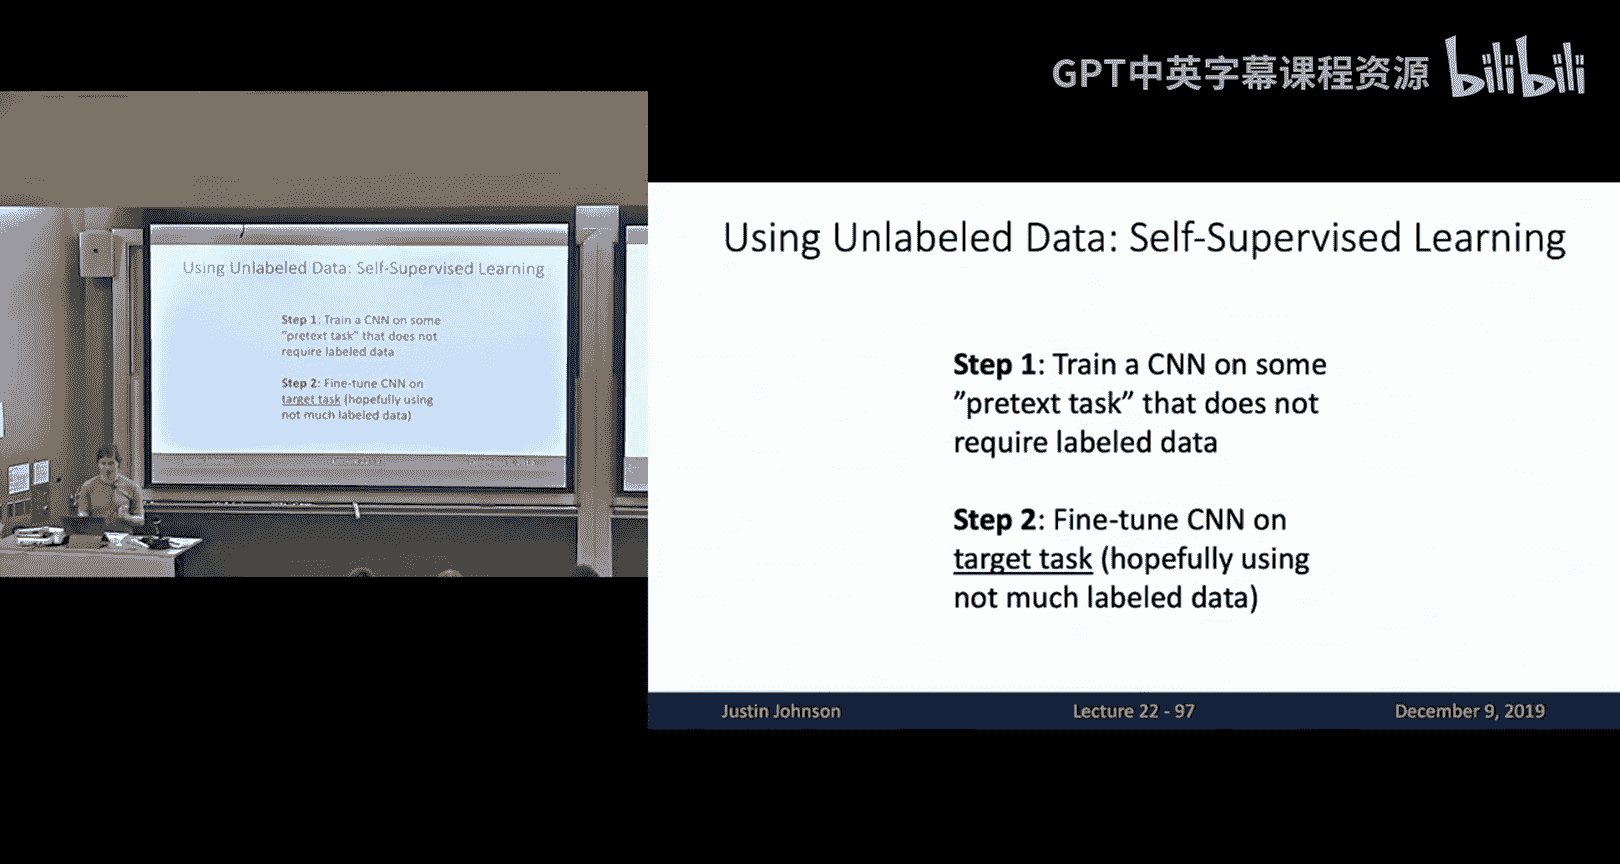 GPT中英字幕课程资源 bilibili
Using Unlabeled Data: Self-Supervised Learning
Step 1: Train a CNN on some
”pretext task” that does not
require labeled data
Step 2: Fine-tune CNN on
target task (hopefully using
not much labeled data)
Using Unlabeled Data: Self-Supervised Learning
Step 1: Train a CNN on some
”pretext task” that does not
require labeled data
Step 2: Fine-tune CNN on
target task (hopefully using
not much labeled data)
Justin Johnson Lecture 22 - 97 December 9, 2019